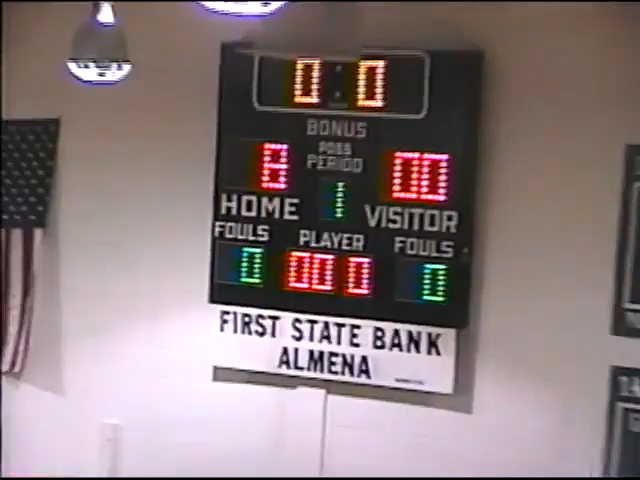 0:0
BONUS
POSS
PERIOD
8 1 00
HOME VISITOR
FOULS PLAYER FOULS
0 00 0 0
FIRST STATE BANK
ALMENA